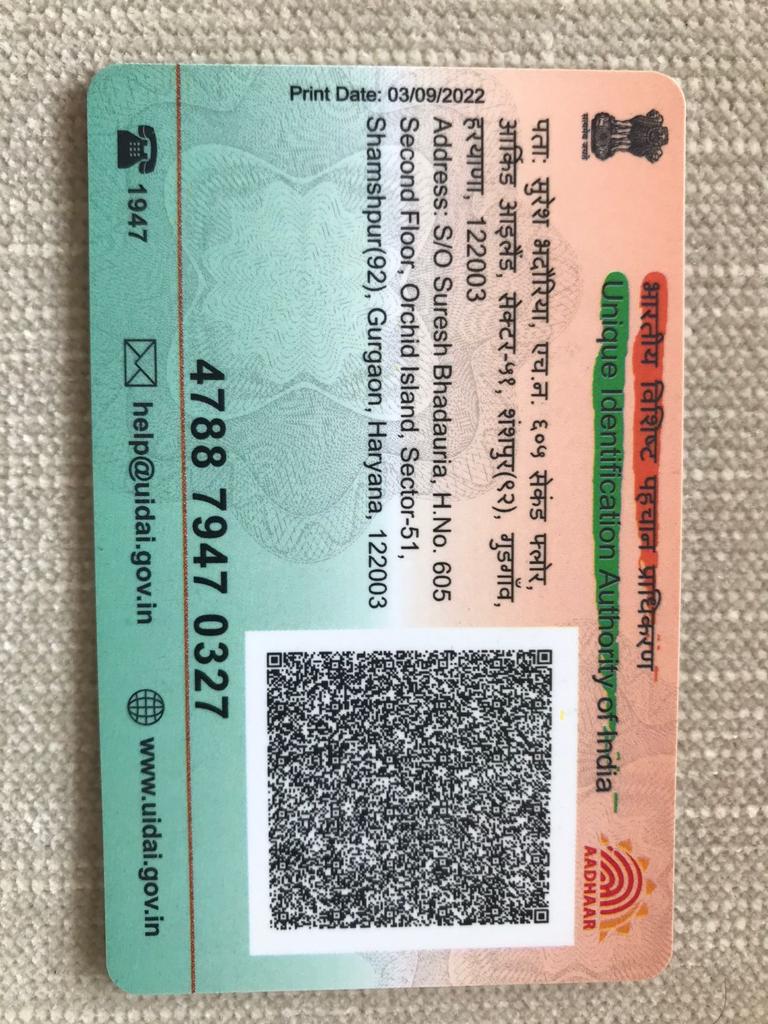 भारतीय विशिष्ट पहचान प्राधिकरण
Unique Identification Authority of India
AADHAAR
पता: सुरेश भदौरिया, एच.न. ६०५ सेकंड फ्लोर,
आर्किड आइलैंड, सेक्टर-५१, शंशपुर(९२), गुडगाँव,
हरयाणा, 122003
Address: S/O Suresh Bhadauria, H.No. 605
Second Floor, Orchid Island, Sector-51,
Shamshpur(92), Gurgaon, Haryana, 122003
Print Date: 03/09/2022
4788 7947 0327
1947
help@uidai.gov.in
www.uidai.gov.in